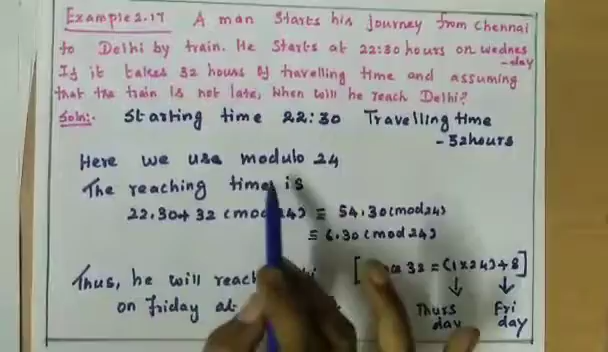 Example 2.17 A man starts his journey from Chennai
to Delhi by train. He starts at 22:30 hours on wednes
-day
If it takes 32 hours of travelling time and assuming
that the train is not late, when will he reach Delhi?
Soln:- Starting time 22:30 Travelling time
- 32hours
Here we use modulo 24
The reaching time is
22.30+ 32 (mod 24) ≡ 54.30(mod24)
≡ 6.30 (mod 24)
Thus, he will reach [ 32 = (1x24)+8]
on Friday at Thurs Fri
day day